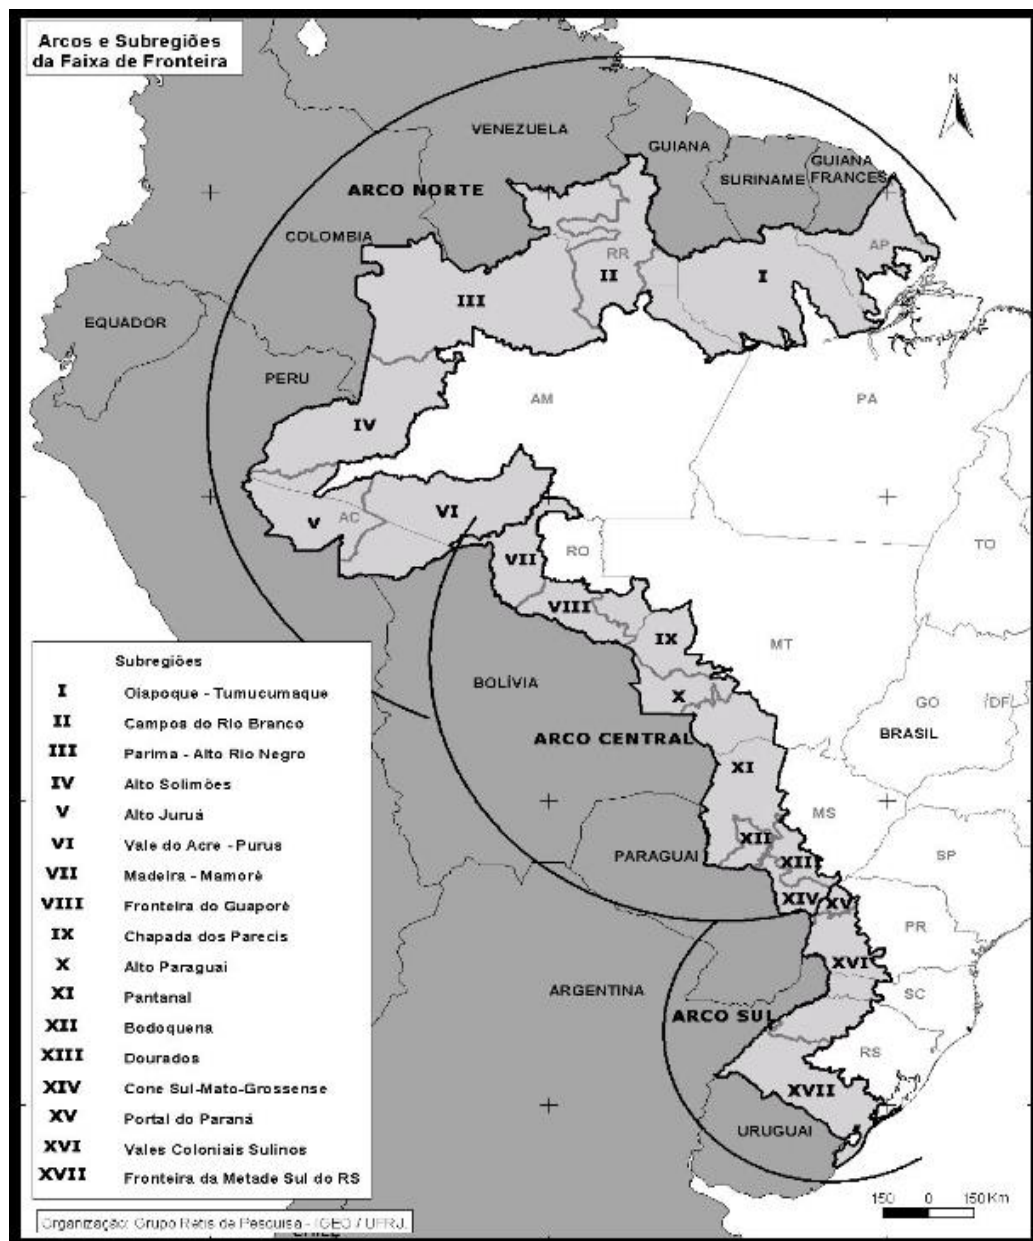 Arcos e Subregiões
da Faixa de Fronteira
N
VENEZUELA
GUIANA
SURINAME
GUIANA
FRANCES
ARCO NORTE
COLOMBIA
RR
AP
II
I
III
EQUADOR
PERU
AM
PA
IV
V
AC
VI
VII
RO
TO
VIII
IX
MT
BOLÍVIA
X
GO
DF
ARCO CENTRAL
BRASIL
XI
MS
XII
PARAGUAI
XIII
SP
XIV
XV
PR
XVI
ARGENTINA
SC
ARCO SUL
RS
XVII
URUGUAI
150 0 150 Km
Subregiões
I Oiapoque - Tumucumaque
II Campos do Rio Branco
III Parima - Alto Rio Negro
IV Alto Solimões
V Alto Juruá
VI Vale do Acre - Purus
VII Madeira - Mamoré
VIII Fronteira do Guaporé
IX Chapada dos Parecis
X Alto Paraguai
XI Pantanal
XII Bodoquena
XIII Dourados
XIV Cone Sul-Mato-Grossense
XV Portal do Paraná
XVI Vales Coloniais Sulinos
XVII Fronteira da Metade Sul do RS
Organização: Grupo Retis de Pesquisa - IGEO / UFRJ.